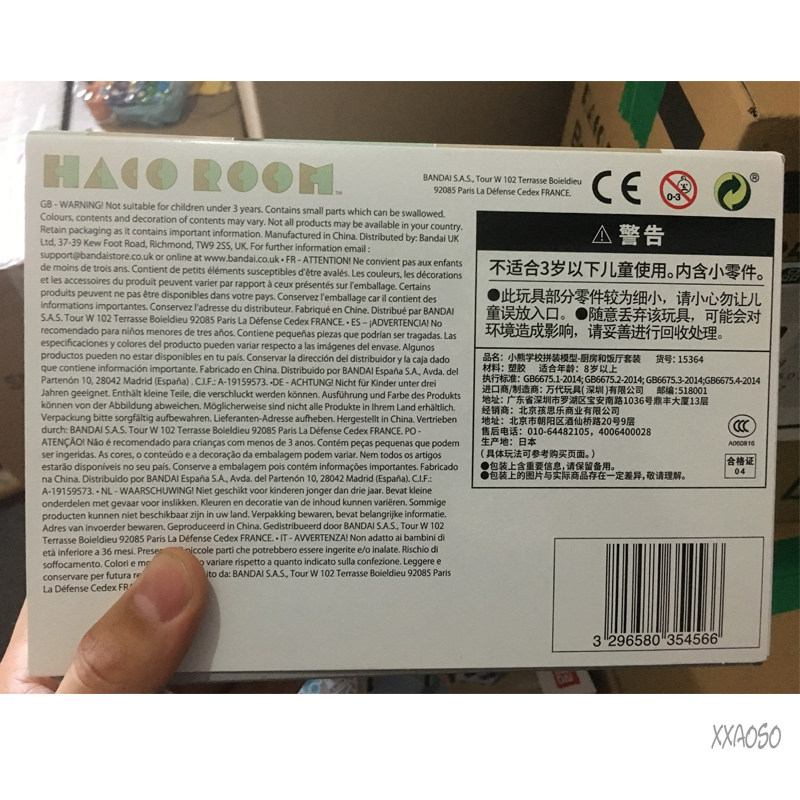 HACO ROOM™
GB - WARNING! Not suitable for children under 3 years. Contains small parts which can be swallowed.
Colours, contents and decoration of contents may vary. Not all products may be available in your country.
Retain packaging as it contains important information. Manufactured in China. Distributed by: Bandai UK
Ltd, 37-39 Kew Foot Road, Richmond, TW9 2SS, UK. For further information email :
support@bandaistore.co.uk or online at www.bandai.co.uk • FR - ATTENTION! Ne convient pas aux enfants
de moins de trois ans. Contient de petits éléments susceptibles d'être avalés. Les couleurs, les décorations
et les accessoires du produit peuvent varier par rapport à ceux présentés sur l'emballage. Certains
produits peuvent ne pas être disponibles dans votre pays. Conservez l'emballage car il contient des
informations importantes. Conservez l'adresse du distributeur. Fabriqué en Chine. Distribué par BANDAI
S.A.S. Tour W 102 Terrasse Boieldieu 92085 Paris La Défense Cedex FRANCE. • ES – ¡ADVERTENCIA! No
recomendado para niños menores de tres años. Contiene pequeñas piezas que podrían ser tragadas. Las
especificaciones y colores del producto pueden variar respecto a las imágenes del envase. Algunos
productos pueden no estar disponibles en su país. Conservar la dirección del distribuidor y la caja dado
que contiene información importante. Fabricado en China. Distribuido por BANDAI ESPAÑA S.A., Avda. del
Partenón 10, 28042 Madrid (España) . C.I.F.: A-19159573. •DE - ACHTUNG! Nicht für Kinder unter drei
Jahren geeignet. Enthält kleine Teile, die verschluckt werden können. Ausführung und Farbe des Produkts
können von der Abbildung abweichen. Möglicherweise sind nicht alle Produkte in Ihrem Land erhältlich.
Verpackung bitte sorgfältig aufbewahren. Lieferanten-Adresse aufheben. Hergestellt in China. Vertrieben
durch: BANDAI S.A.S., Tour W 102 Terrasse Boieldieu 92085 Paris La Défense Cedex FRANCE. PO -
ATENÇÃO! Não é recomendado para crianças com menos de 3 anos. Contém peças pequenas que podem
ser ingeridas. As cores, o conteúdo e a decoração da embalagem podem variar. Nem todos os artigos
estarão disponíveis no seu país. Conserve a embalagem pois contém informações importantes. Fabricado
na China. Distribuido por BANDAI ESPAÑA S.A., Avda. del Partenón 10, 28042 Madrid (España). C.I.F.:
A-19159573. • NL - WAARSCHUWING! Niet geschikt voor kinderen jonger dan drie jaar. Bevat kleine
onderdelen met gevaar voor inslikken. Kleuren en decoratie van de inhoud kunnen variëren. Sommige
producten kunnen niet beschikbaar zijn in uw land. Verpakking bewaren, bevat belangrijke informatie.
Adres van invoerder bewaren. Geproduceerd in China. Gedistribueerd door BANDAI S.A.S., Tour W 102
Terrasse Boieldieu 92085 Paris La Défense Cedex FRANCE. • IT - AVVERTENZA! Non adatto ai bambini di
età inferiore a 36 mesi. piccole parti che potrebbero essere ingerite e/o inalate. Rischio di
soffocamento. Colori e variare rispetto a quanto indicato sull'imballaggio. Leggere e
conservare per futura da: BANDAI S.A.S., Tour W 102 Terrasse Boieldieu 92085 Paris
La Défense Cedex
BANDAI S.A.S., Tour W 102 Terrasse Boieldieu
92085 Paris La Défense Cedex FRANCE.
CE
0-3
®
警告
不适合3岁以下儿童使用。内含小零件。
●此玩具部分零件较为细小，请小心勿让儿
童误放入口。●随意丢弃该玩具，可能会对
环境造成影响，请妥善进行回收处理。
品名：小熊学校拼装模型-厨房和饭厅套装 货号：15364
材料：塑胶 适合年龄：8岁以上
执行标准：GB6675.1-2014;GB6675.2-2014;GB6675.3-2014;GB6675.4-2014
进口商/制造商：万代玩具(深圳)有限公司 邮编：518001
地址：广东省深圳市罗湖区宝安南路1036号鼎丰大厦13层
经销商：北京孩思乐商业有限公司
地址：北京市朝阳区酒仙桥路20号9层
售后电话：010-64482105，4006400028
生产地：日本
(具体玩法可参考购买页面。)
●包装上含重要信息，请保留备用。
●包装上的图片与实际商品存在一定差异，敬请理解。
CCC
A060816
合格证
04
3 296580 354566
XXAOSO